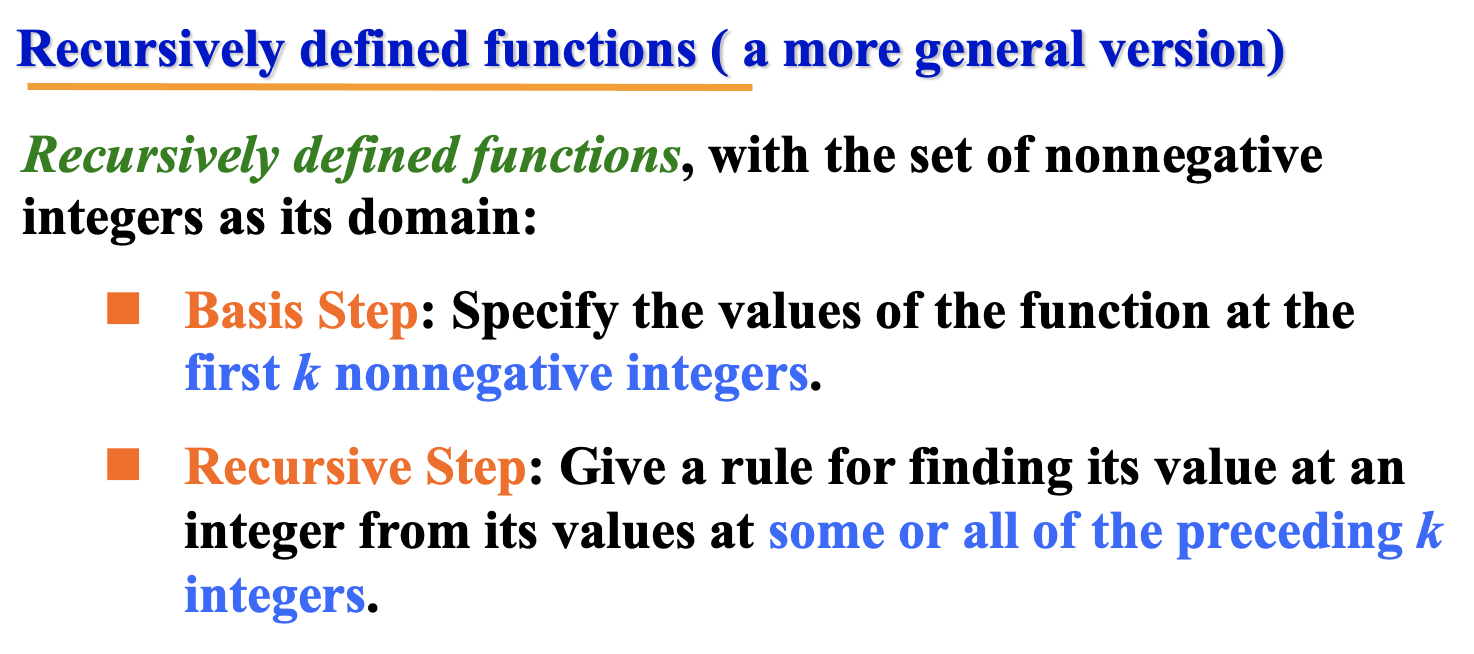 Recursively defined functions ( a more general version)
Recursively defined functions, with the set of nonnegative
integers as its domain:
Basis Step: Specify the values of the function at the
first k nonnegative integers.
Recursive Step: Give a rule for finding its value at an
integer from its values at some or all of the preceding k
integers.